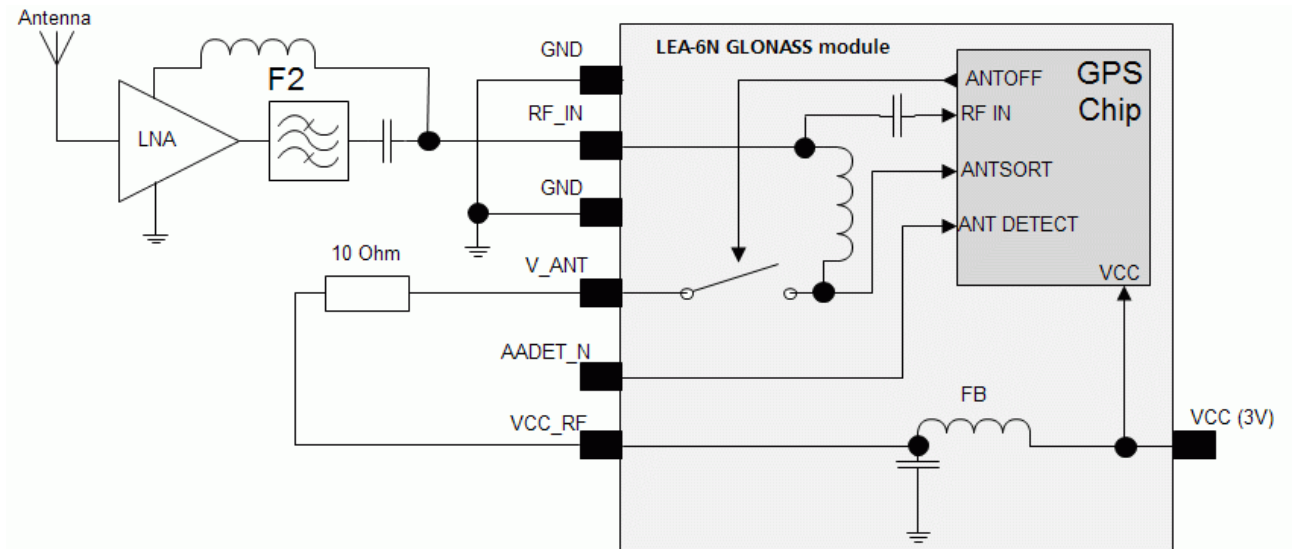 Antenna
LNA
F2
GND
RF_IN
GND
10 Ohm
V_ANT
AADET_N
VCC_RF
LEA-6N GLONASS module
GPS
Chip
ANTOFF
RF IN
ANTSORT
ANT DETECT
VCC
FB
VCC (3V)